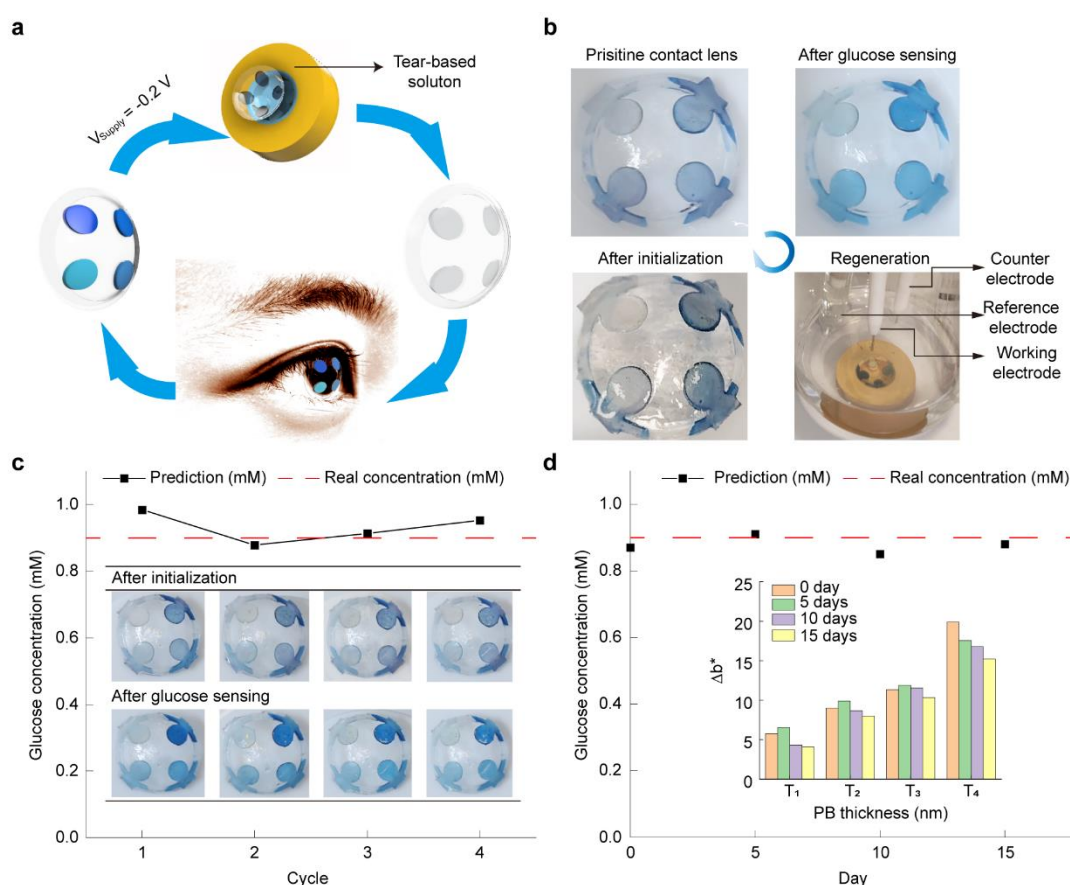 a
Tear-based
soluton
V_Supply = -0.2 V
b
Prisitine contact lens
After glucose sensing
After initialization
Regeneration
Counter
electrode
Reference
electrode
Working
electrode
c
Prediction (mM)
Real concentration (mM)
Glucose concentration (mM)
1.0
0.8
0.6
0.4
0.2
0.0
After initialization
After glucose sensing
1
2
3
4
Cycle
d
Prediction (mM)
Real concentration (mM)
Glucose concentration (mM)
1.0
0.8
0.6
0.4
0.2
0.0
Δb*
25
20
15
10
5
0
0 day
5 days
10 days
15 days
T₁
T₂
T₃
T₄
PB thickness (nm)
0
5
10
15
Day